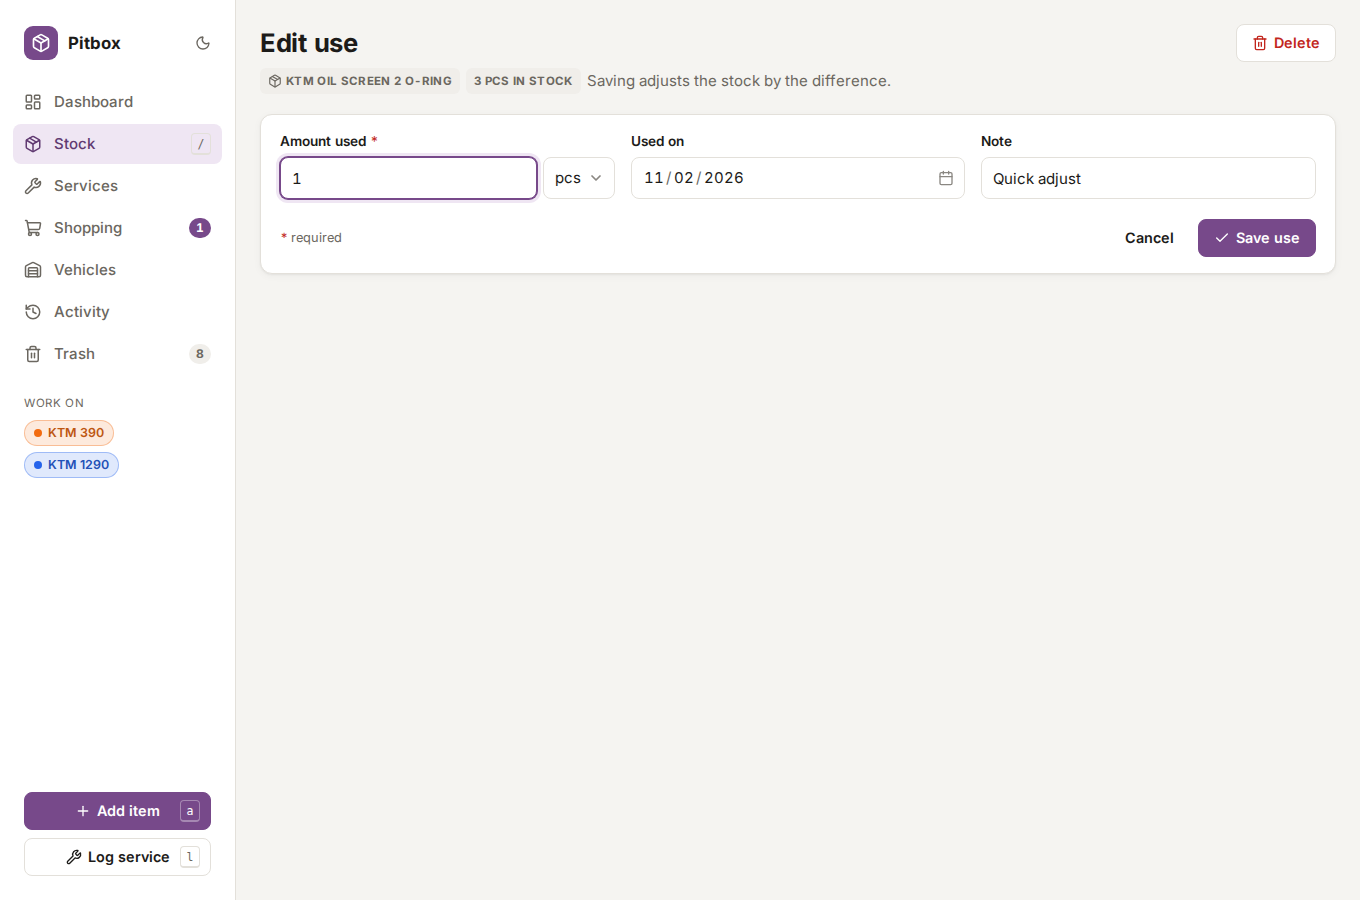 Pitbox
Dashboard
Stock /
Services
Shopping 1
Vehicles
Activity
Trash 8
WORK ON
KTM 390
KTM 1290
Add item a
Log service l
Edit use
Delete
KTM OIL SCREEN 2 O-RING 3 PCS IN STOCK Saving adjusts the stock by the difference.
Amount used * Used on Note
1 pcs 11/02/2026 Quick adjust
* required Cancel Save use